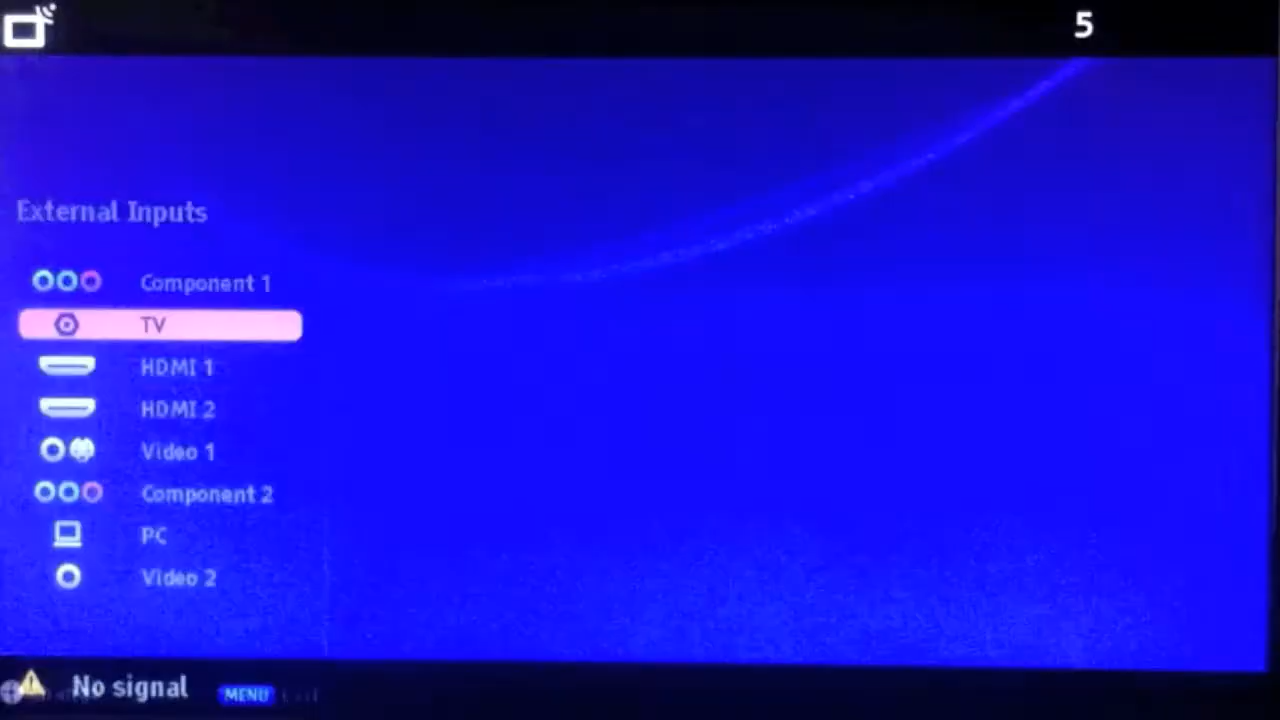 5
External Inputs
Component 1
TV
HDMI 1
HDMI 2
Video 1
Component 2
PC
Video 2
No signal
MENU